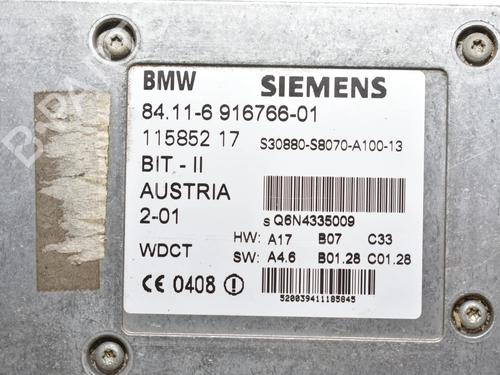 BMW SIEMENS
84.11-6 916766-01
115852 17 S30880-S8070-A100-13
BIT.-II
AUSTRIA
2-01 s Q6N4335009
HW: A17 B07 C33
WDCT SW: A4.6 B01.28 C01.28
CE 0408
520039411185845
B-PARTS